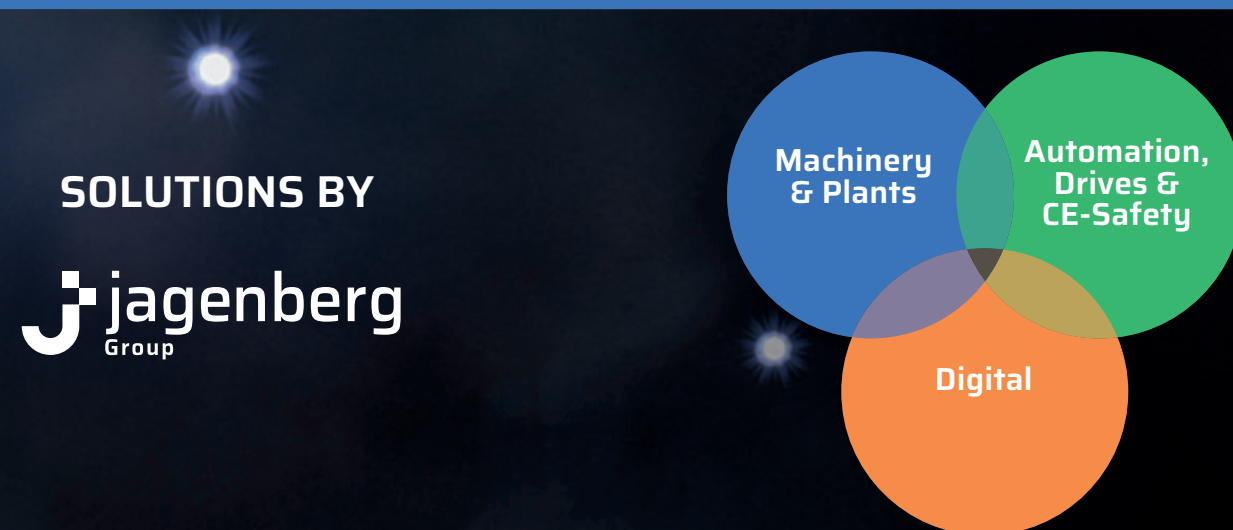 SOLUTIONS BY
jagenberg
Group
Machinery
& Plants
Automation,
Drives &
CE-Safety
Digital